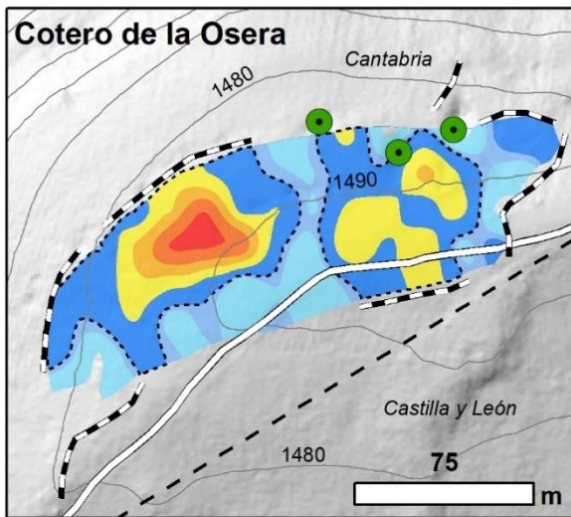 Cotero de la Osera
Cantabria
1480
1490
Castilla y León
1480
75
m